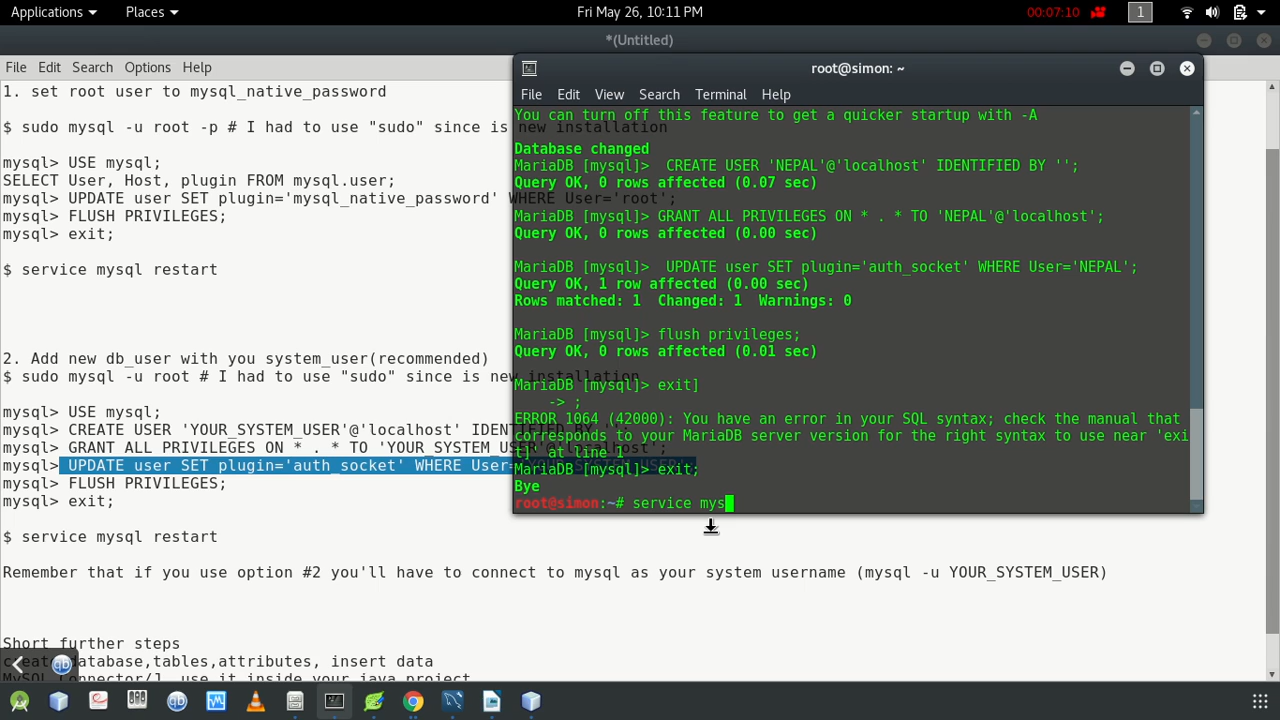 Applications Places Fri May 26, 10:11 PM 00:07:10 1
*(Untitled)
File Edit Search Options Help
1. set root user to mysql_native_password
$ sudo mysql -u root -p # I had to use "sudo" since is new installation
mysql> USE mysql;
SELECT User, Host, plugin FROM mysql.user;
mysql> UPDATE user SET plugin='mysql_native_password' WHERE User='root';
mysql> FLUSH PRIVILEGES;
mysql> exit;
$ service mysql restart
2. Add new db_user with you system_user(recommended)
$ sudo mysql -u root # I had to use "sudo" since is new installation
mysql> USE mysql;
mysql> CREATE USER 'YOUR_SYSTEM_USER'@'localhost' IDENTIFIED BY '';
mysql> GRANT ALL PRIVILEGES ON * . * TO 'YOUR_SYSTEM_USER'@'localhost';
mysql> UPDATE user SET plugin='auth_socket' WHERE User='YOUR_SYSTEM_USER';
mysql> FLUSH PRIVILEGES;
mysql> exit;
$ service mysql restart
Remember that if you use option #2 you'll have to connect to mysql as your system username (mysql -u YOUR_SYSTEM_USER)
Short further steps
create database,tables,attributes, insert data
MySQL Connector/J, use it inside your java project
root@simon: ~
File Edit View Search Terminal Help
You can turn off this feature to get a quicker startup with -A
Database changed
MariaDB [mysql]>  CREATE USER 'NEPAL'@'localhost' IDENTIFIED BY '';
Query OK, 0 rows affected (0.07 sec)
MariaDB [mysql]> GRANT ALL PRIVILEGES ON * . * TO 'NEPAL'@'localhost';
Query OK, 0 rows affected (0.00 sec)
MariaDB [mysql]>  UPDATE user SET plugin='auth_socket' WHERE User='NEPAL';
Query OK, 1 row affected (0.00 sec)
Rows matched: 1  Changed: 1  Warnings: 0
MariaDB [mysql]> flush privileges;
Query OK, 0 rows affected (0.01 sec)
MariaDB [mysql]> exit]
-> ;
ERROR 1064 (42000): You have an error in your SQL syntax; check the manual that
correspond to your MariaDB server version for the right syntax to use near 'exi
t]' at line 1
MariaDB [mysql]> exit;
Bye
root@simon:~# service mys
qb
qb